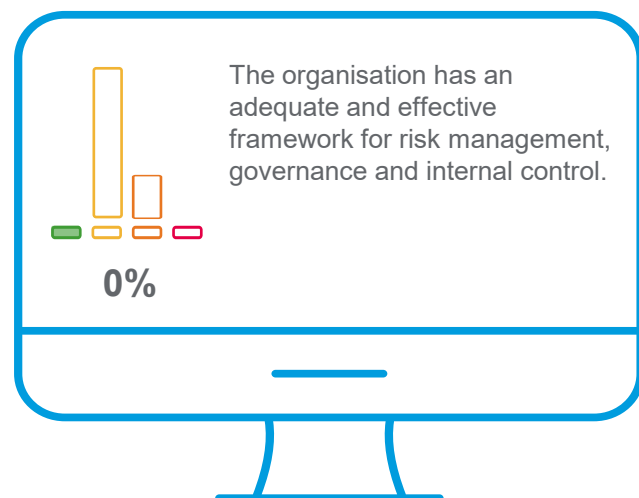 The organisation has an
adequate and effective
framework for risk management,
governance and internal control.
0%